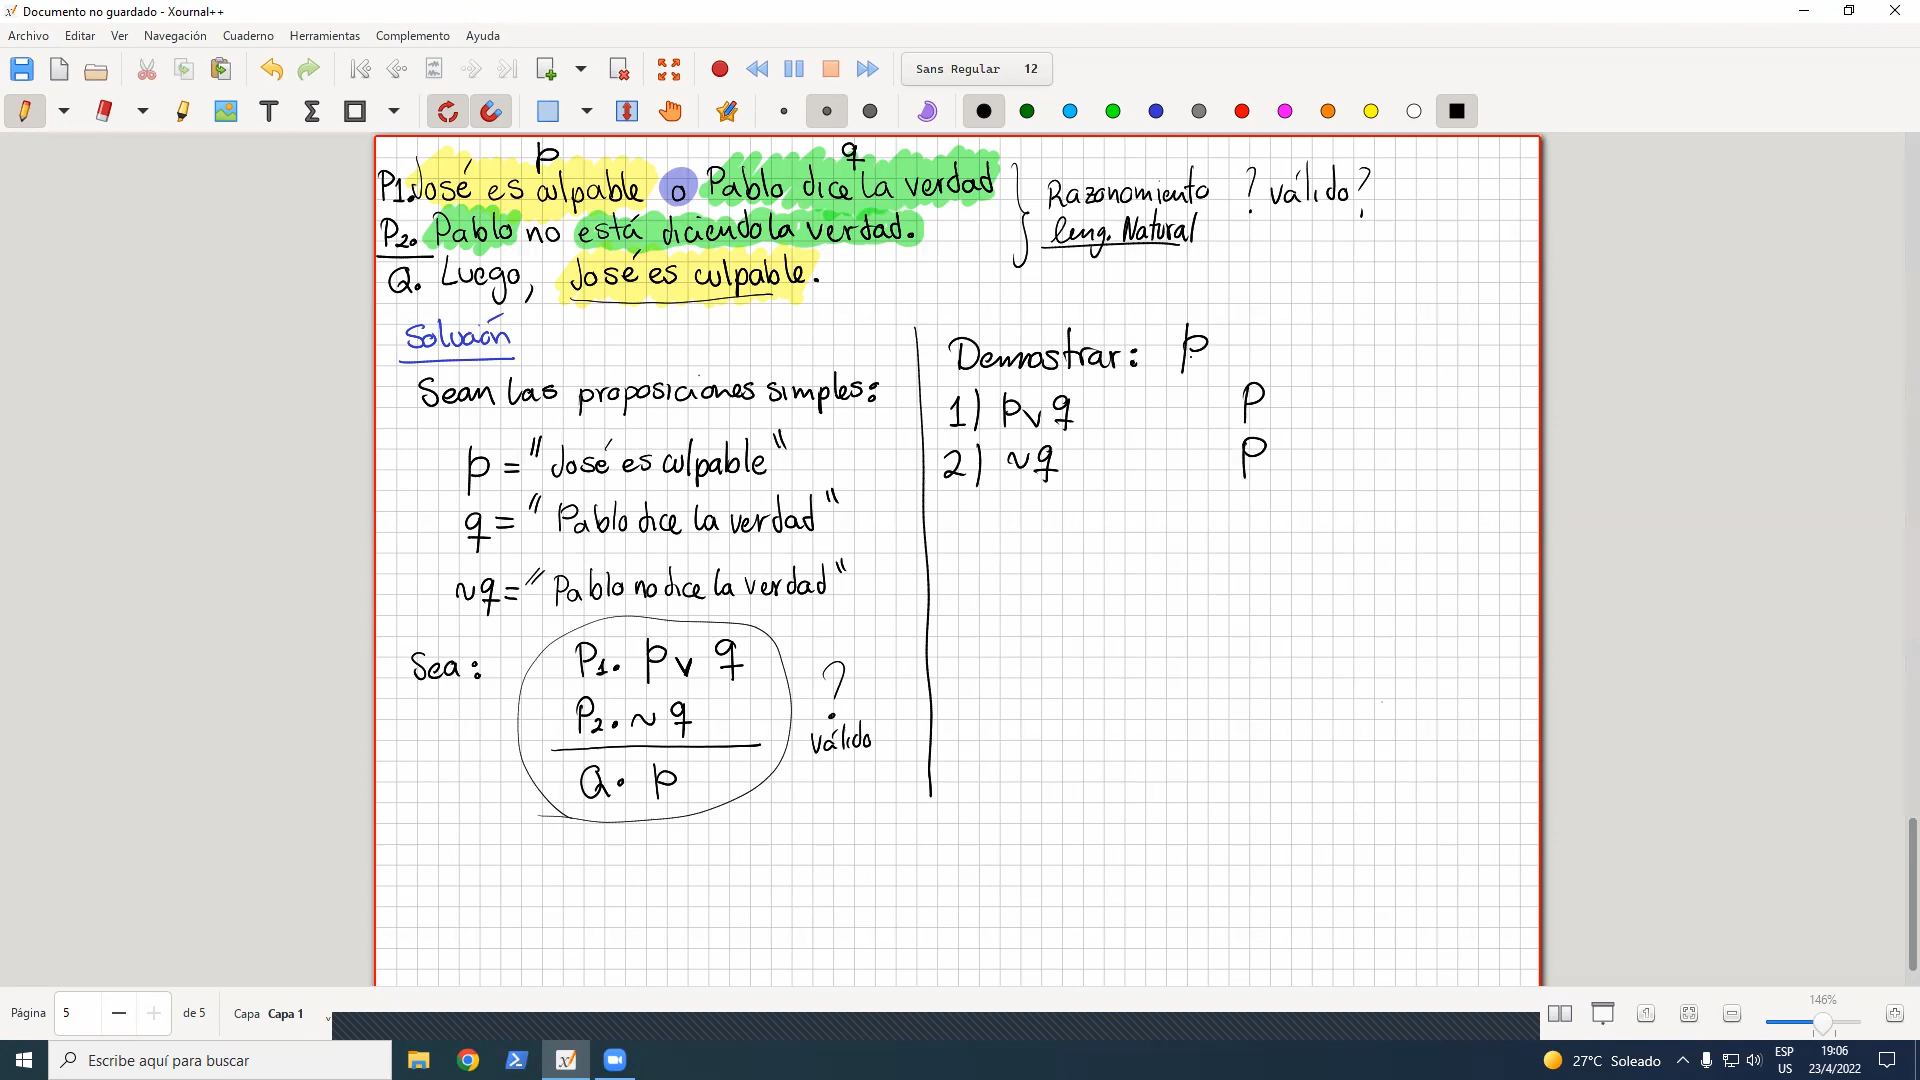 Documento no guardado - Xournal++
Archivo Editar Ver Navegación Cuaderno Herramientas Complemento Ayuda
Sans Regular 12
p q
P1. José es culpable o Pablo dice la verdad
P2. Pablo no está diciendo la verdad.
Q. Luego, José es culpable.
Razonomiento ? válido?
leng. Natural
Solución
Sean las proposiciones simples:
p = "José es culpable"
q = "Pablo dice la verdad"
~q = "Pablo no dice la verdad"
Sea:
P1. p ∨ q
P2. ~ q
Q. p
?
válido
Demostrar: p
1) p ∨ q P
2) ~q P
Página 5 de 5 Capa Capa 1
146%
Escribe aquí para buscar
27°C Soleado
ESP
US
19:06
23/4/2022